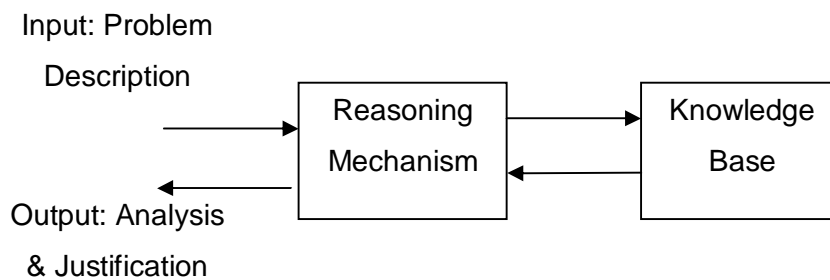 Input: Problem
Description
Reasoning
Mechanism
Knowledge
Base
Output: Analysis
& Justification